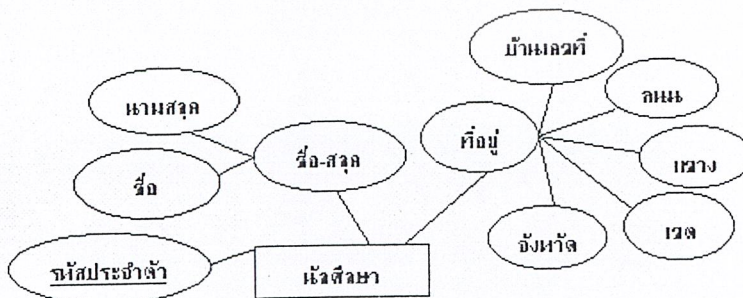 บ้านเลขที่
นามสกุล
ถนน
ที่อยู่
ชื่อ-สกุล
แขวง
ชื่อ
เขต
จังหวัด
รหัสประจำตัว
นักศึกษา